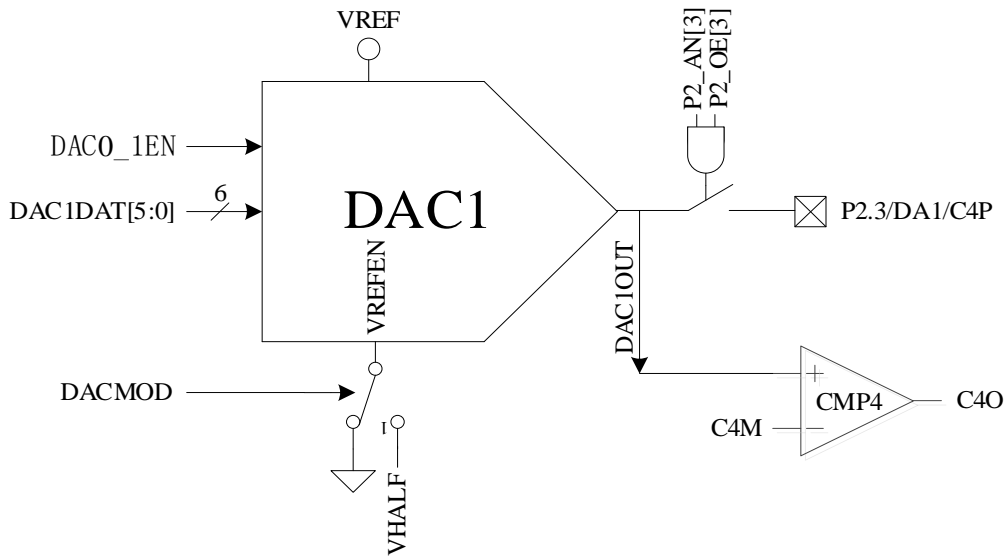 VREF
P2_AN[3]
P2_OE[3]
DAC0_1EN
DAC1DAT[5:0]
6
DAC1
P2.3/DA1/C4P
VREFEN
DAC1OUT
DACMOD
1
VHALF
+
CMP4
C4O
C4M